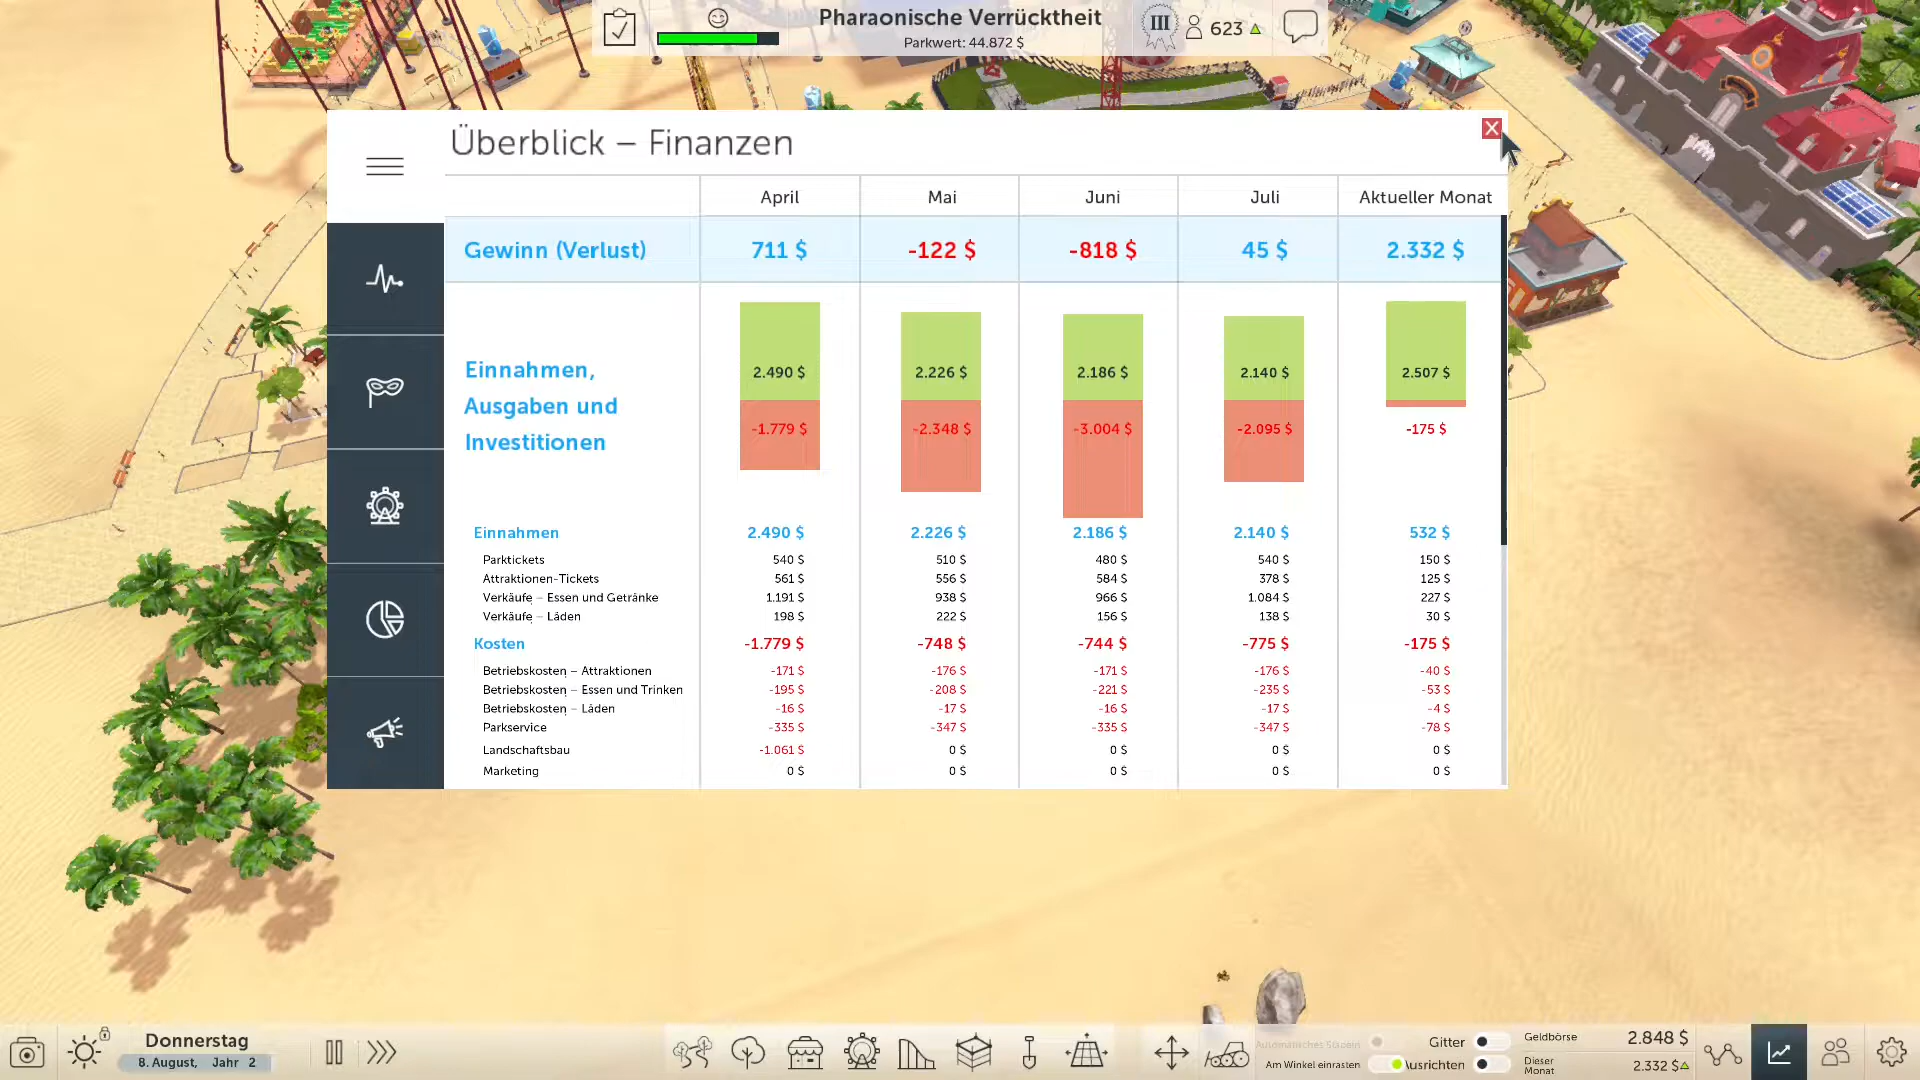 Pharaonische Verrücktheit
Parkwert: 44.872 $
III
623
Überblick – Finanzen
X
April Mai Juni Juli Aktueller Monat
Gewinn (Verlust) 711 $ -122 $ -818 $ 45 $ 2.332 $
Einnahmen,
Ausgaben und
Investitionen
2.490 $ 2.226 $ 2.186 $ 2.140 $ 2.507 $
-1.779 $ -2.348 $ -3.004 $ -2.095 $ -175 $
Einnahmen 2.490 $ 2.226 $ 2.186 $ 2.140 $ 532 $
Parktickets 540 $ 510 $ 480 $ 540 $ 150 $
Attraktionen-Tickets 561 $ 556 $ 584 $ 378 $ 125 $
Verkäufe – Essen und Getränke 1.191 $ 938 $ 966 $ 1.084 $ 227 $
Verkäufe – Läden 198 $ 222 $ 156 $ 138 $ 30 $
Kosten -1.779 $ -748 $ -744 $ -775 $ -175 $
Betriebskosten – Attraktionen -171 $ -176 $ -171 $ -176 $ -40 $
Betriebskosten – Essen und Trinken -195 $ -208 $ -221 $ -235 $ -53 $
Betriebskosten – Läden -16 $ -17 $ -16 $ -17 $ -4 $
Parkservice -335 $ -347 $ -335 $ -347 $ -78 $
Landschaftsbau -1.061 $ 0 $ 0 $ 0 $ 0 $
Marketing 0 $ 0 $ 0 $ 0 $ 0 $
Donnerstag
8. August, Jahr 2
Automatisches Stapeln
Gitter
Am Winkel einrasten
Ausrichten
Geldbörse 2.848 $
Dieser
Monat
2.332 $